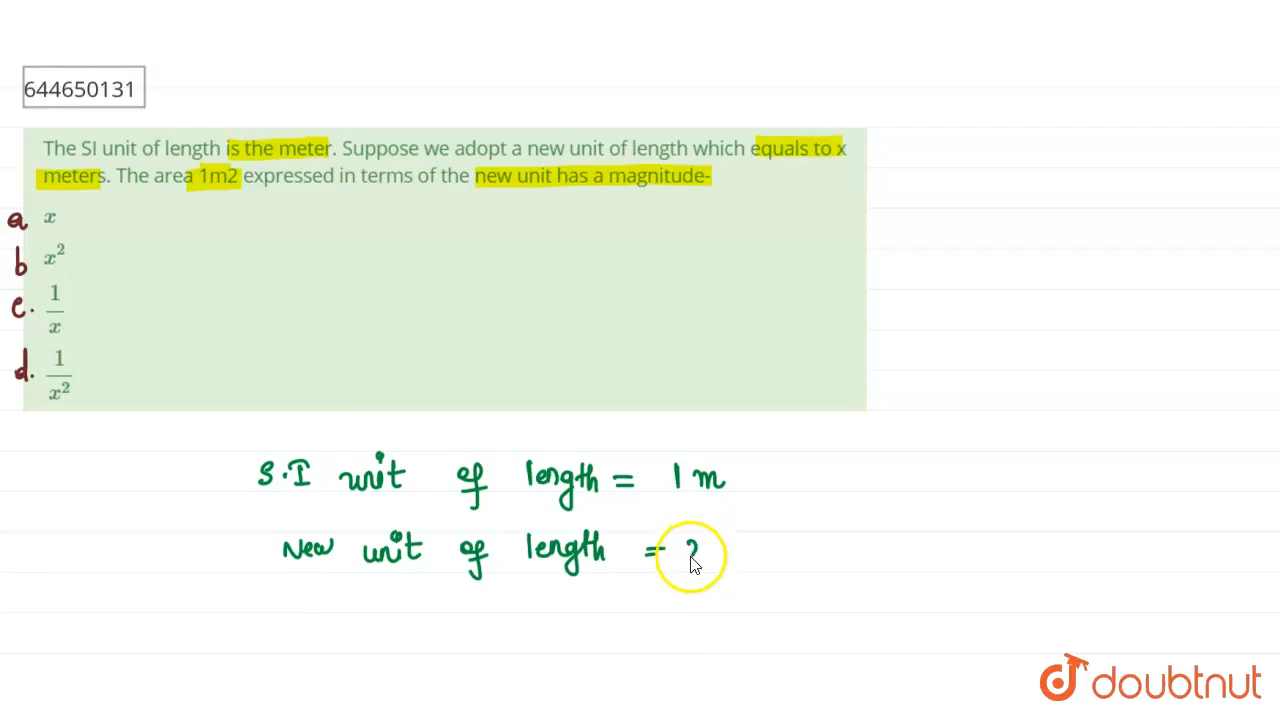 644650131
The SI unit of length is the meter. Suppose we adopt a new unit of length which equals to x
meters. The area 1m2 expressed in terms of the new unit has a magnitude-
a x
b x²
c. 1/x
d. 1/x²
S.I unit of length = 1 m
New unit of length =
doubtnut